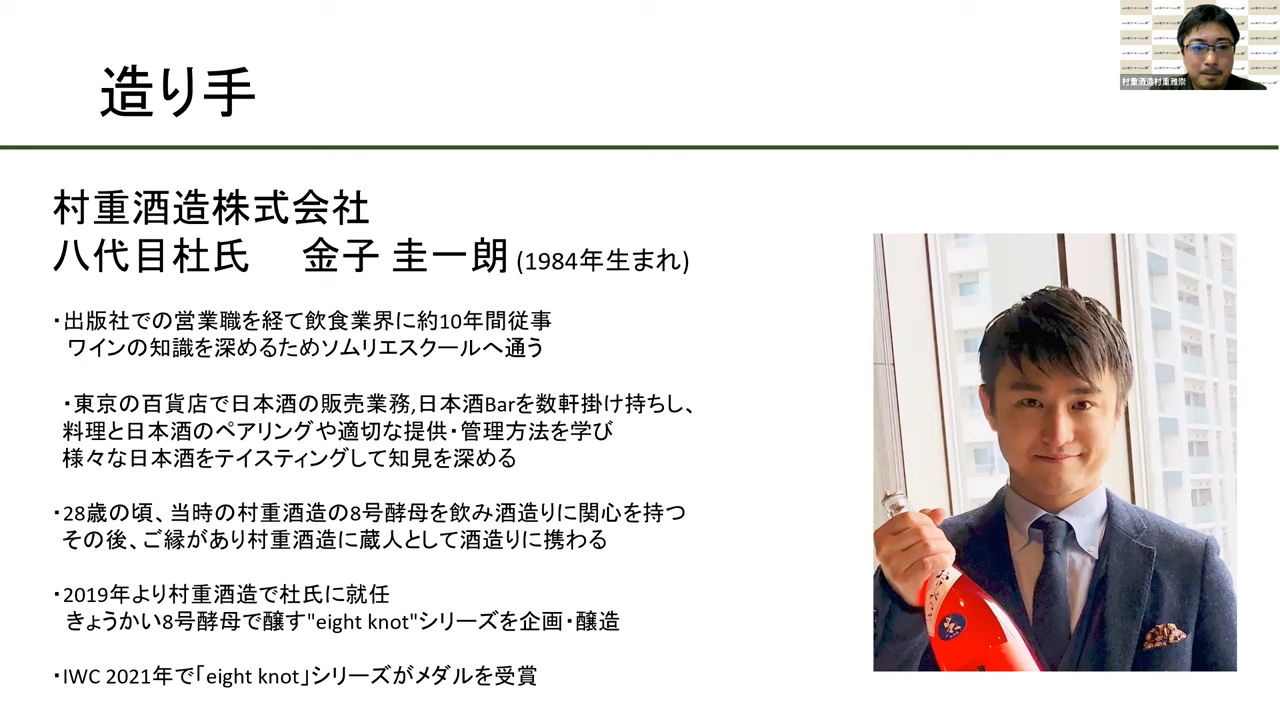 造り手
村重酒造村重雅崇
村重酒造株式会社
八代目杜氏　金子 圭一朗 (1984年生まれ)
・出版社での営業職を経て飲食業界に約10年間従事
ワインの知識を深めるためソムリエスクールへ通う
・東京の百貨店で日本酒の販売業務,日本酒Barを数軒掛け持ちし、
料理と日本酒のペアリングや適切な提供・管理方法を学び
様々な日本酒をテイスティングして知見を深める
・28歳の頃、当時の村重酒造の8号酵母を飲み酒造りに関心を持つ
その後、ご縁があり村重酒造に蔵人として酒造りに携わる
・2019年より村重酒造で杜氏に就任
きょうかい8号酵母で醸す"eight knot"シリーズを企画・醸造
・IWC 2021年で「eight knot」シリーズがメダルを受賞